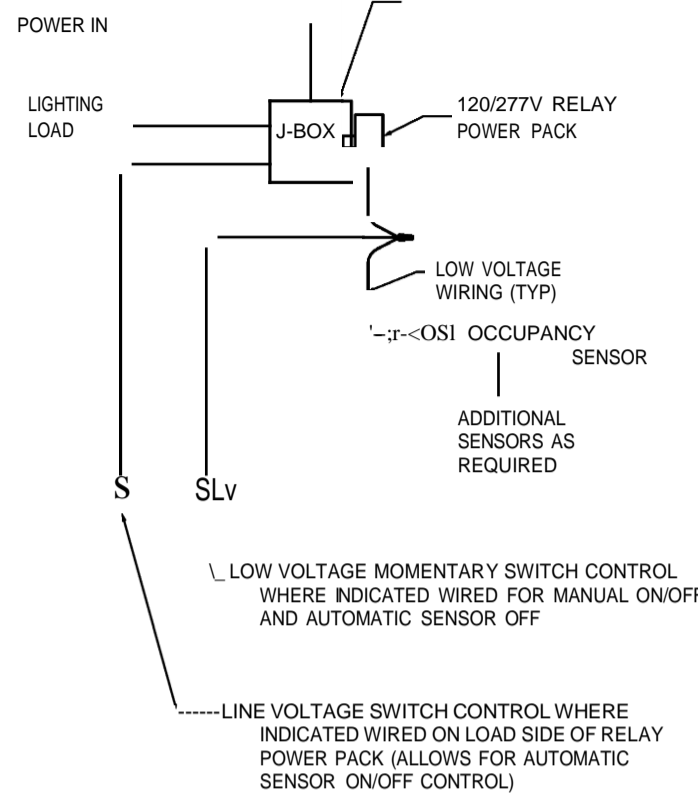 POWER IN
LIGHTING
LOAD
J-BOX
120/277V RELAY
POWER PACK
LOW VOLTAGE
WIRING (TYP)
'–;r-<OSl OCCUPANCY
SENSOR
ADDITIONAL
SENSORS AS
REQUIRED
S
SLv
\_ LOW VOLTAGE MOMENTARY SWITCH CONTROL
WHERE INDICATED WIRED FOR MANUAL ON/OFF
AND AUTOMATIC SENSOR OFF
------LINE VOLTAGE SWITCH CONTROL WHERE
INDICATED WIRED ON LOAD SIDE OF RELAY
POWER PACK (ALLOWS FOR AUTOMATIC
SENSOR ON/OFF CONTROL)